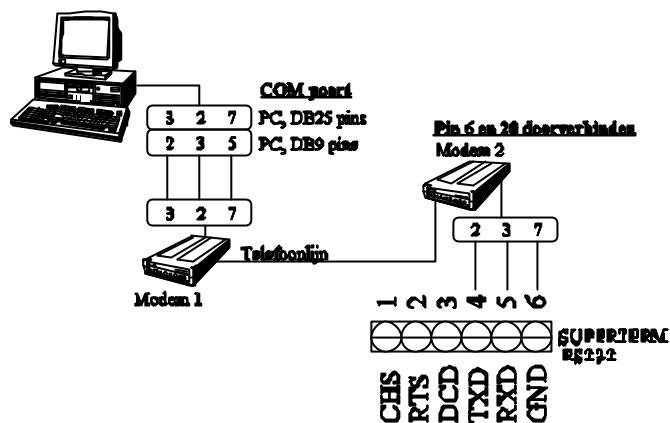 COM poort
3 2 7 PC, DB25 pins
2 3 5 PC, DB9 pins
3 2 7
Modem 1
Telefoonlijn
Pin 6 en 20 doorverbinden
Modem 2
2 3 7
1 2 3 4 5 6
SUPERTERM
CHS RTS DCD TXD RXD GND